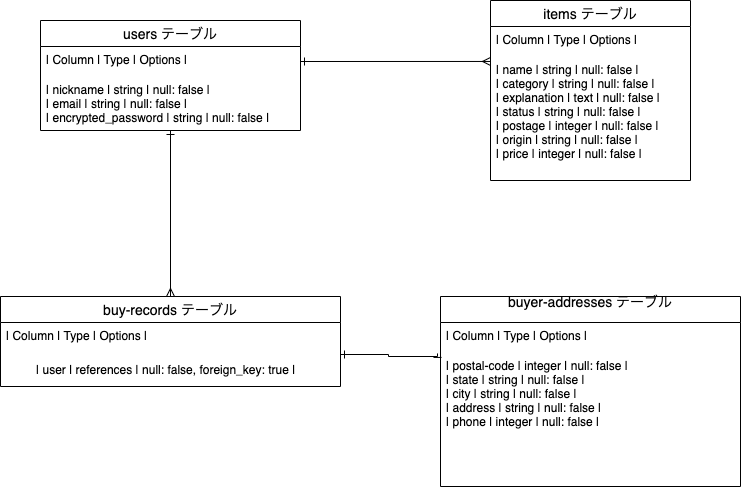 users テーブル
| Column | Type | Options |
| nickname | string | null: false |
| email | string | null: false |
| encrypted_password | string | null: false |
items テーブル
| Column | Type | Options |
| name | string | null: false |
| category | string | null: false |
| explanation | text | null: false |
| status | string | null: false |
| postage | integer | null: false |
| origin | string | null: false |
| price | integer | null: false |
buy-records テーブル
| Column | Type | Options |
| user | references | null: false, foreign_key: true |
buyer-addresses テーブル
| Column | Type | Options |
| postal-code | integer | null: false |
| state | string | null: false |
| city | string | null: false |
| address | string | null: false |
| phone | integer | null: false |